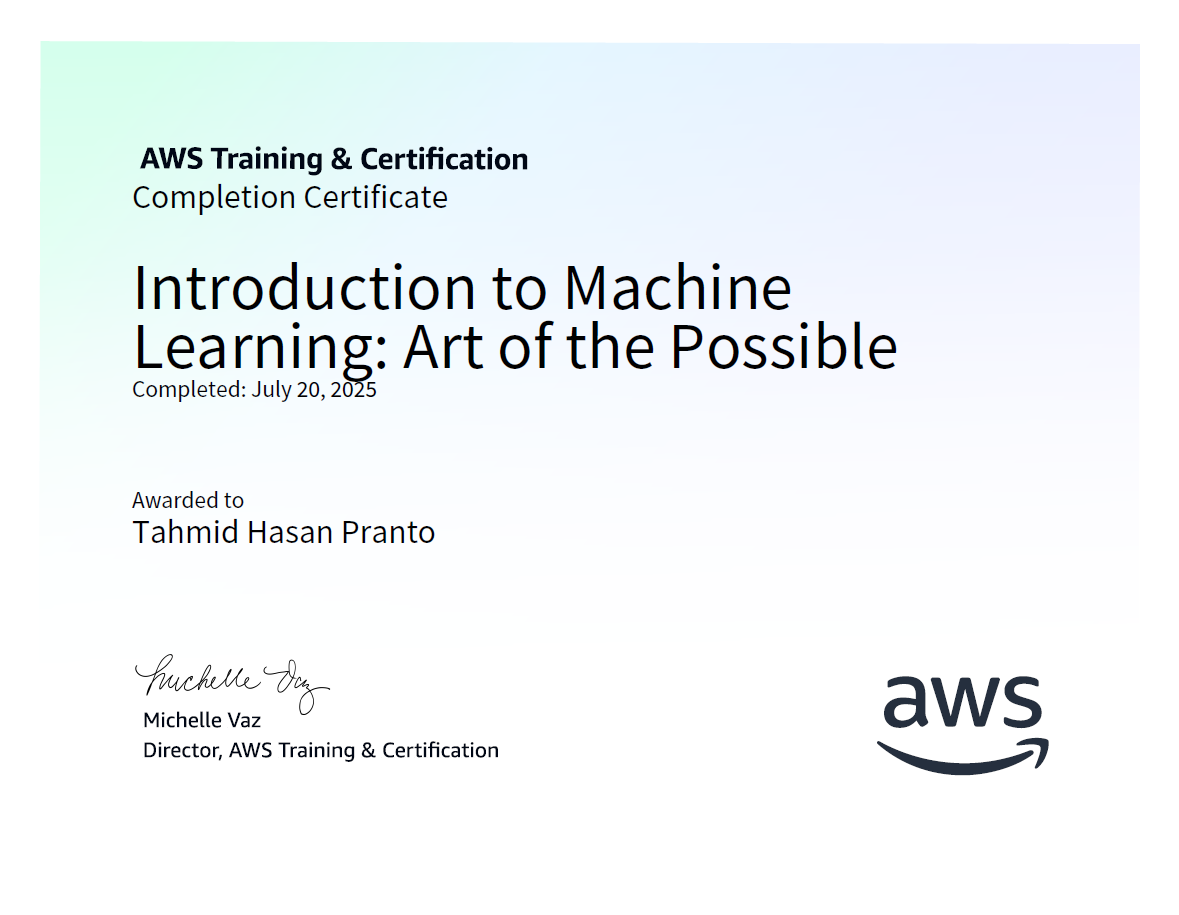 AWS Training & Certification
Completion Certificate
Introduction to Machine
Learning: Art of the Possible
Completed: July 20, 2025
Awarded to
Tahmid Hasan Pranto
Michelle Vaz
Michelle Vaz
Director, AWS Training & Certification
aws